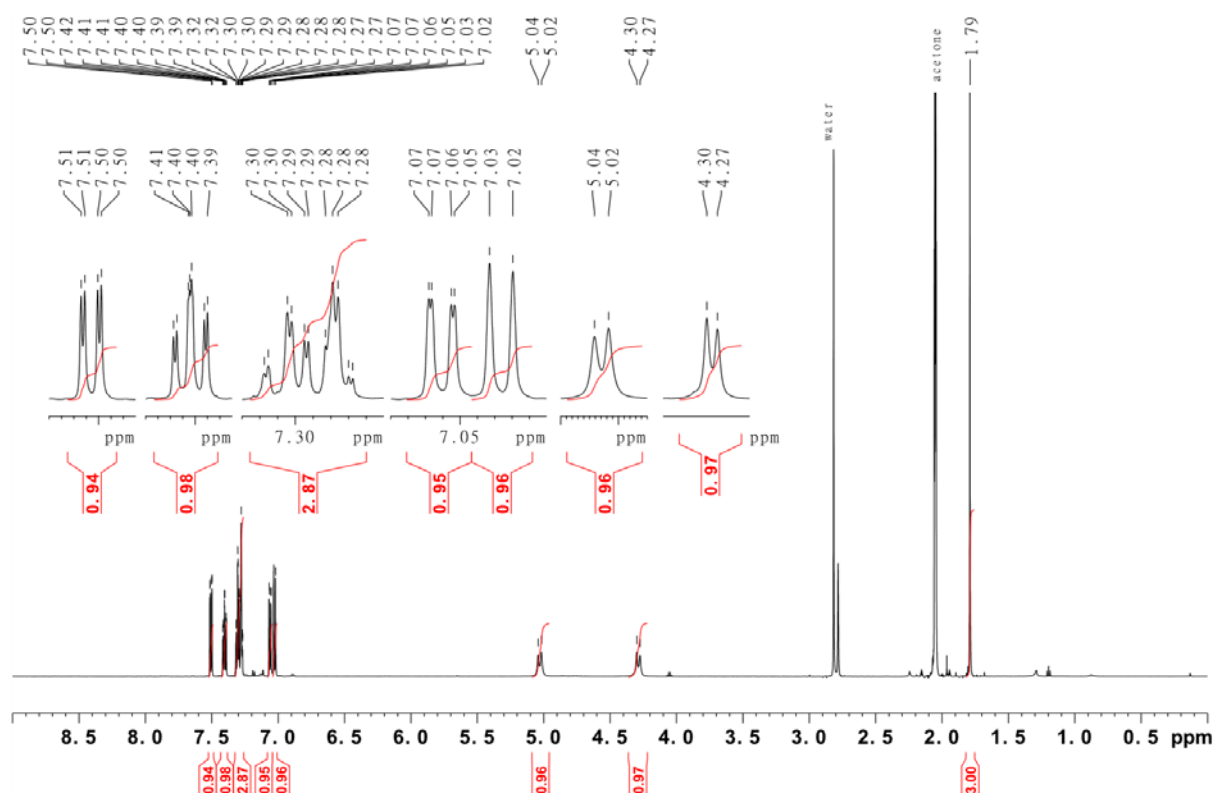 7.50 7.50 7.42 7.41 7.41 7.40 7.40 7.39 7.39 7.32 7.32 7.30 7.30 7.29 7.29 7.28 7.28 7.28 7.27 7.27 7.07 7.07 7.06 7.05 7.03 7.02 5.04 5.02 4.30 4.27 acetone 1.79
water
7.51 7.51 7.50 7.50 7.41 7.40 7.40 7.39 7.30 7.30 7.29 7.29 7.28 7.28 7.28 7.07 7.07 7.06 7.05 7.03 7.02 5.04 5.02 4.30 4.27
ppm ppm 7.30 ppm 7.05 ppm ppm ppm
0.94 0.98 2.87 0.95 0.96 0.96 0.97
8.5 8.0 7.5 7.0 6.5 6.0 5.5 5.0 4.5 4.0 3.5 3.0 2.5 2.0 1.5 1.0 0.5 ppm
0.94 0.98 2.87 0.95 0.96 0.96 0.97 3.00